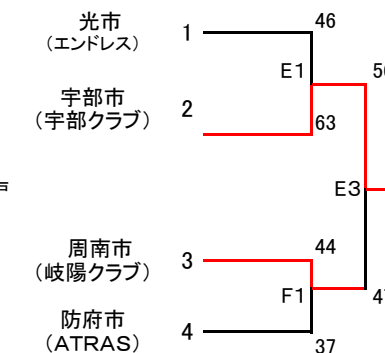 光市
(エンドレス)
1
46
E1
宇部市
(宇部クラブ)
2
63
E3
周南市
(岐陽クラブ)
3
44
F1
防府市
(ATRAS)
4
37